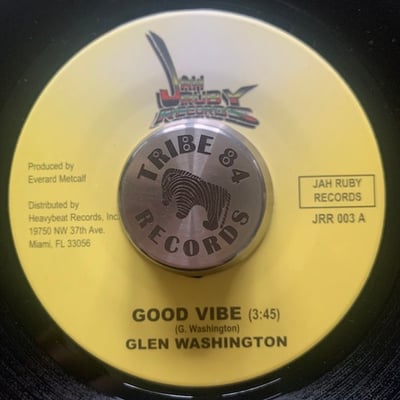 JAH
RUBY
RECORDS
TRIBE 84
RECORDS
Produced by
Everard Metcalf
Distributed by
Heavybeat Records, Inc.
19750 NW 37th Ave.
Miami, FL 33056
JAH RUBY
RECORDS
JRR 003 A
GOOD VIBE (3:45)
(G. Washington)
GLEN WASHINGTON